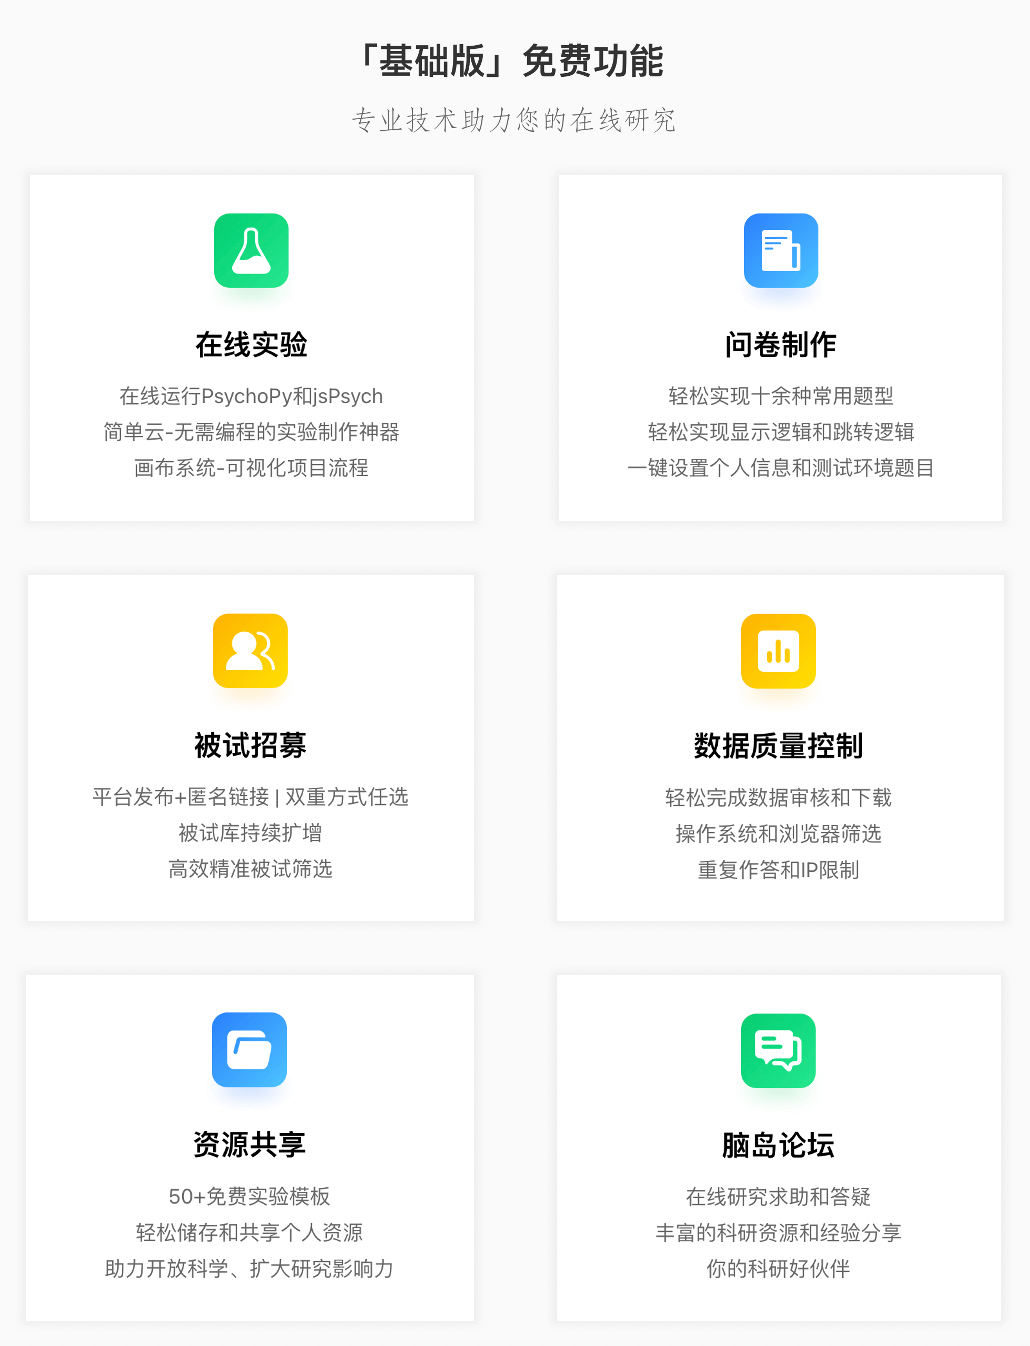 「基础版」免费功能
专业技术助力您的在线研究
在线实验
在线运行PsychoPy和jsPsych
简单云-无需编程的实验制作神器
画布系统-可视化项目流程
问卷制作
轻松实现十余种常用题型
轻松实现显示逻辑和跳转逻辑
一键设置个人信息和测试环境题目
被试招募
平台发布+匿名链接 | 双重方式任选
被试库持续扩增
高效精准被试筛选
数据质量控制
轻松完成数据审核和下载
操作系统和浏览器筛选
重复作答和IP限制
资源共享
50+免费实验模板
轻松储存和共享个人资源
助力开放科学、扩大研究影响力
脑岛论坛
在线研究求助和答疑
丰富的科研资源和经验分享
你的科研好伙伴